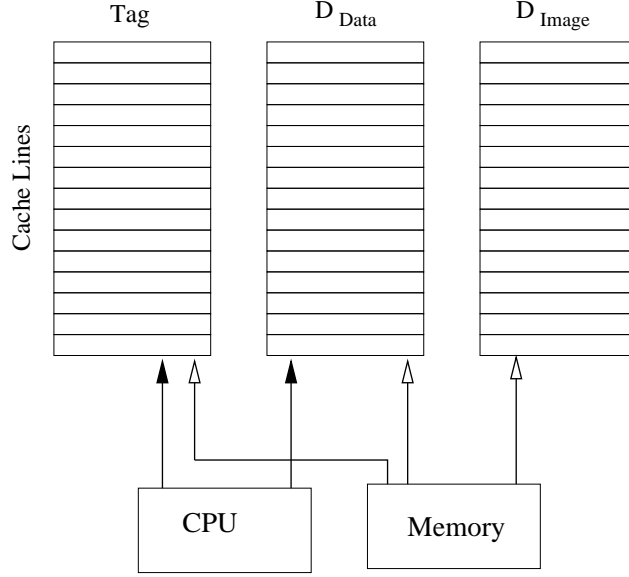 Tag
D Data
D Image
Cache Lines
CPU
Memory